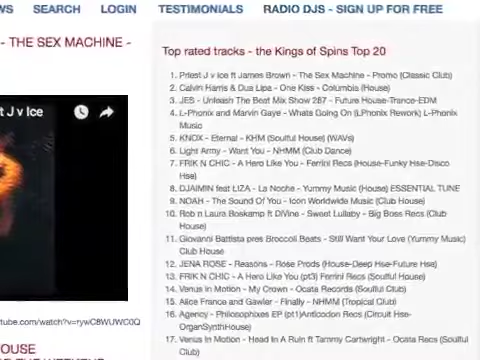 WS SEARCH LOGIN TESTIMONIALS RADIO DJS - SIGN UP FOR FREE
- THE SEX MACHINE -
st J v Ice
tube.com/watch?v=rywC8WUWC0Q
OUSE
Top rated tracks - the Kings of Spins Top 20
1. Priest J v ice ft James Brown - The Sex Machine - Promo (Classic Club)
2. Calvin Harris & Dua Lipa - One Kiss - Columbia (House)
3. JES - Unleash The Beat Mix Show 287 - Future House-Trance-EDM
4. L-Phonix and Marvin Gaye - Whats Going On (LPhonix Rework) L-Phonix
Music
5. KNOX - Eternal - KHM (Soulful House) (WAVs)
6. Light Army - Want You - NHMM (Club Dance)
7. FRIK N CHIC - A Hero Like You - Ferrini Recs (House-Funky Hse-Disco
Hse)
8. DJAIMIN feat LIZA - La Noche - Yummy Music (House) ESSENTIAL TUNE
9. NOAH - The Sound Of You - Icon Worldwide Music (Club House)
10. Rob n Laura Boskamp ft DiVine - Sweet Lullaby - Big Boss Recs (Club
House)
11. Giovanni Battista pres Broccoli Beats - Still Want Your Love (Yummy Music)
Club House
12. JENA ROSE - Reasons - Rose Prods (House-Deep Hse-Future Hse)
13. FRIK N CHIC - A Hero Like You (pt3) Ferrini Recs (Soulful House)
14. Venus In Motion - My Crown - Ocata Records (Soulful Club)
15. Alice France and Gawler - Finally - NHMM (Tropical Club)
16. Agency - Philosophixes EP (pt1)Anticodon Recs (Circuit Hse-
OrganSynthHouse)
17. Venus In Motion - Head In A Ruin ft Tammy Cartwright - Ocata Recs (Soulful
Club)